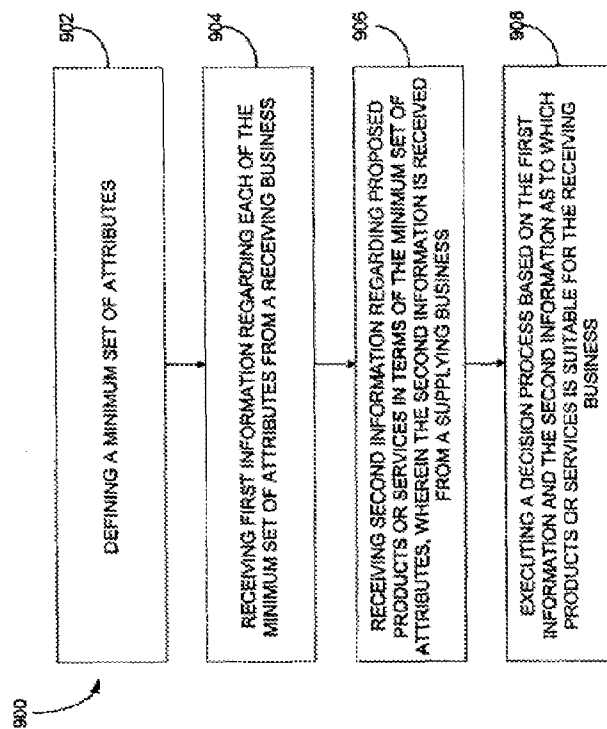 900
902
DEFINING A MINIMUM SET OF ATTRIBUTES
904
RECEIVING FIRST INFORMATION REGARDING EACH OF THE
MINIMUM SET OF ATTRIBUTES FROM A RECEIVING BUSINESS
906
RECEIVING SECOND INFORMATION REGARDING PROPOSED
PRODUCTS OR SERVICES IN TERMS OF THE MINIMUM SET OF
ATTRIBUTES, WHEREIN THE SECOND INFORMATION IS RECEIVED
FROM A SUPPLYING BUSINESS
908
EXECUTING A DECISION PROCESS BASED ON THE FIRST
INFORMATION AND THE SECOND INFORMATION AS TO WHICH
PRODUCTS OR SERVICES IS SUITABLE FOR THE RECEIVING
BUSINESS